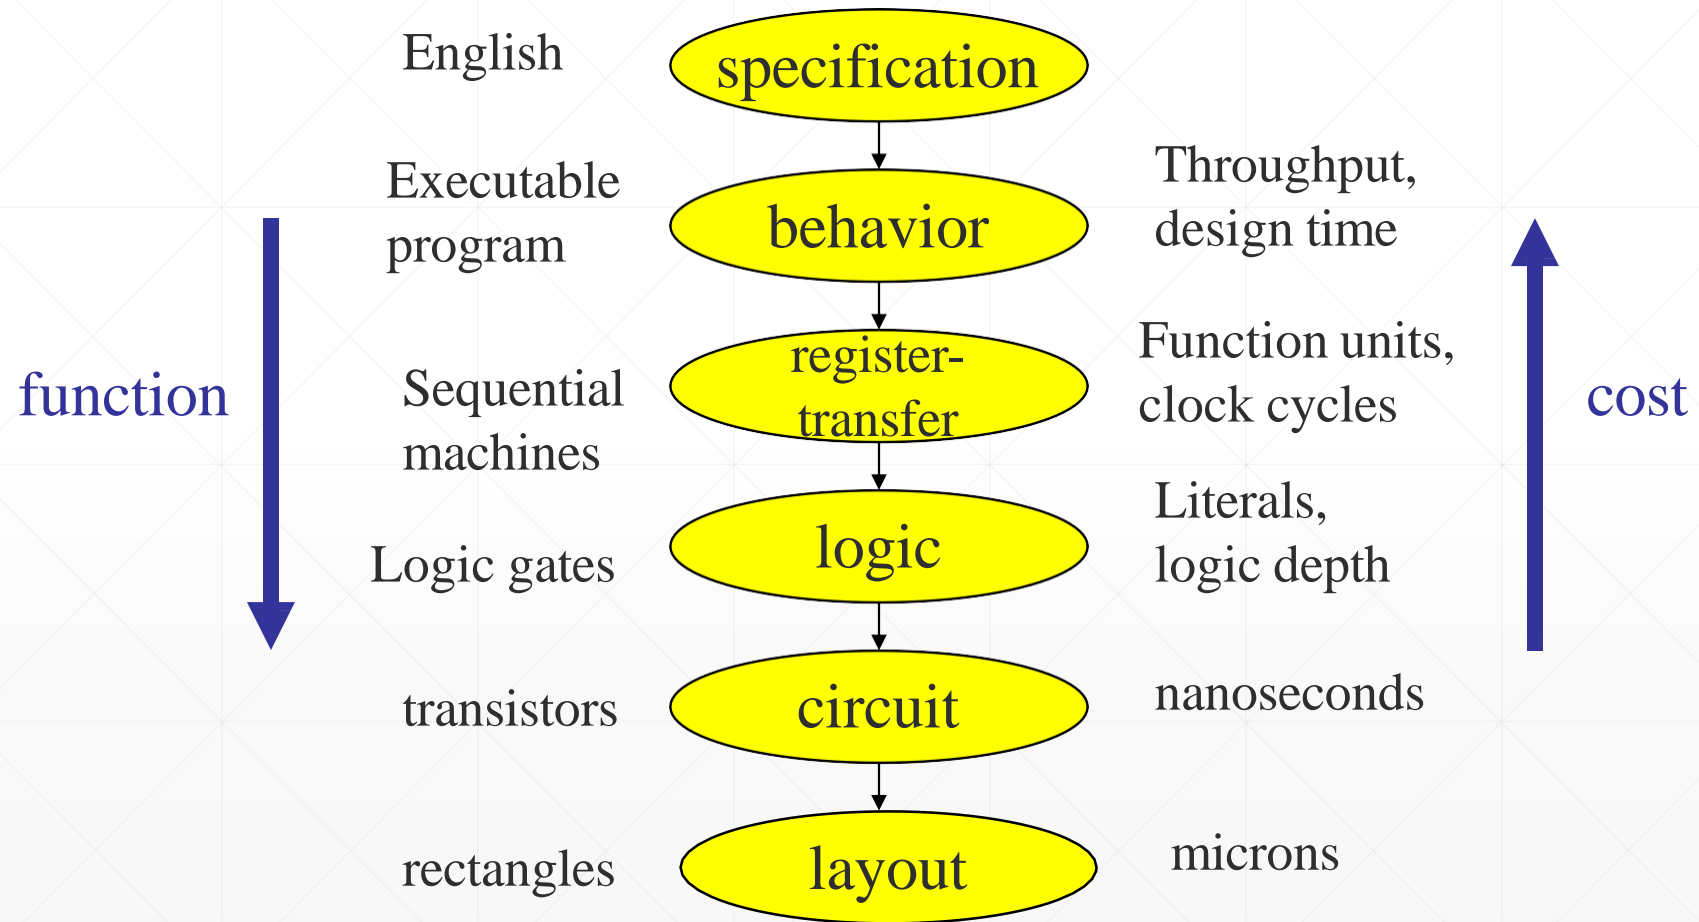 English
specification
Executable
program
behavior
Throughput,
design time
function
Sequential
machines
register-
transfer
Function units,
clock cycles
cost
Logic gates
logic
Literals,
logic depth
transistors
circuit
nanoseconds
rectangles
layout
microns